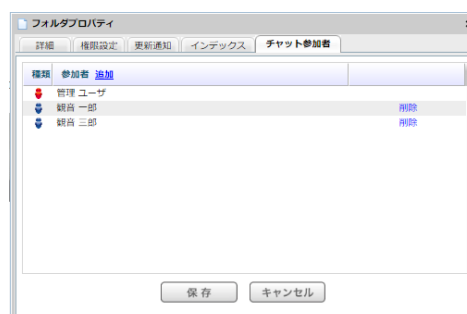 フォルダプロパティ
詳細 権限設定 更新通知 インデックス チャット参加者
種類 参加者 追加
管理 ユーザ
観音 一郎 削除
観音 三郎 削除
保存 キャンセル